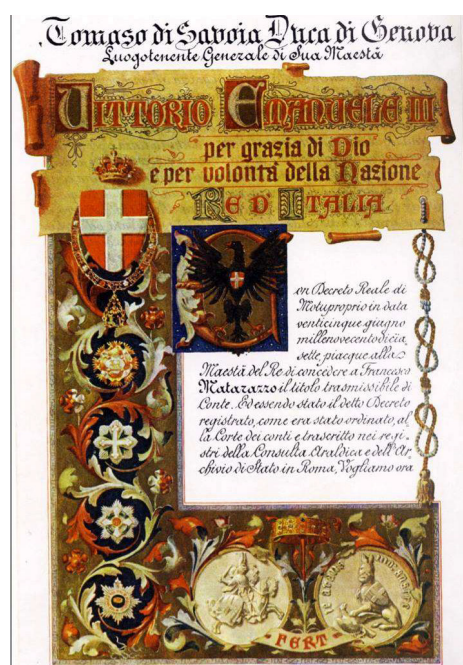 Tomaso di Savoia Duca di Genova
Luogotenente Generale di Sua Maestà
VITTORIO EMANUELE III
per grazia di Dio
e per volontà della Nazione
RE D'ITALIA
Con Decreto Reale di
Motuproprio in data
venticinque giugno
millenovecentodicia,
sette, piacque alla
Maestà del Re di concedere a Francesco
Matarazzo il titolo trasmissibile di
Conte. Ed essendo stato il detto Decreto
registrato, come era stato ordinato, al,
la Corte dei conti e trascritto nei regi,
stri della Consulta Araldica e dell'Ar,
chivio di Stato in Roma, Vogliamo ora
FERT